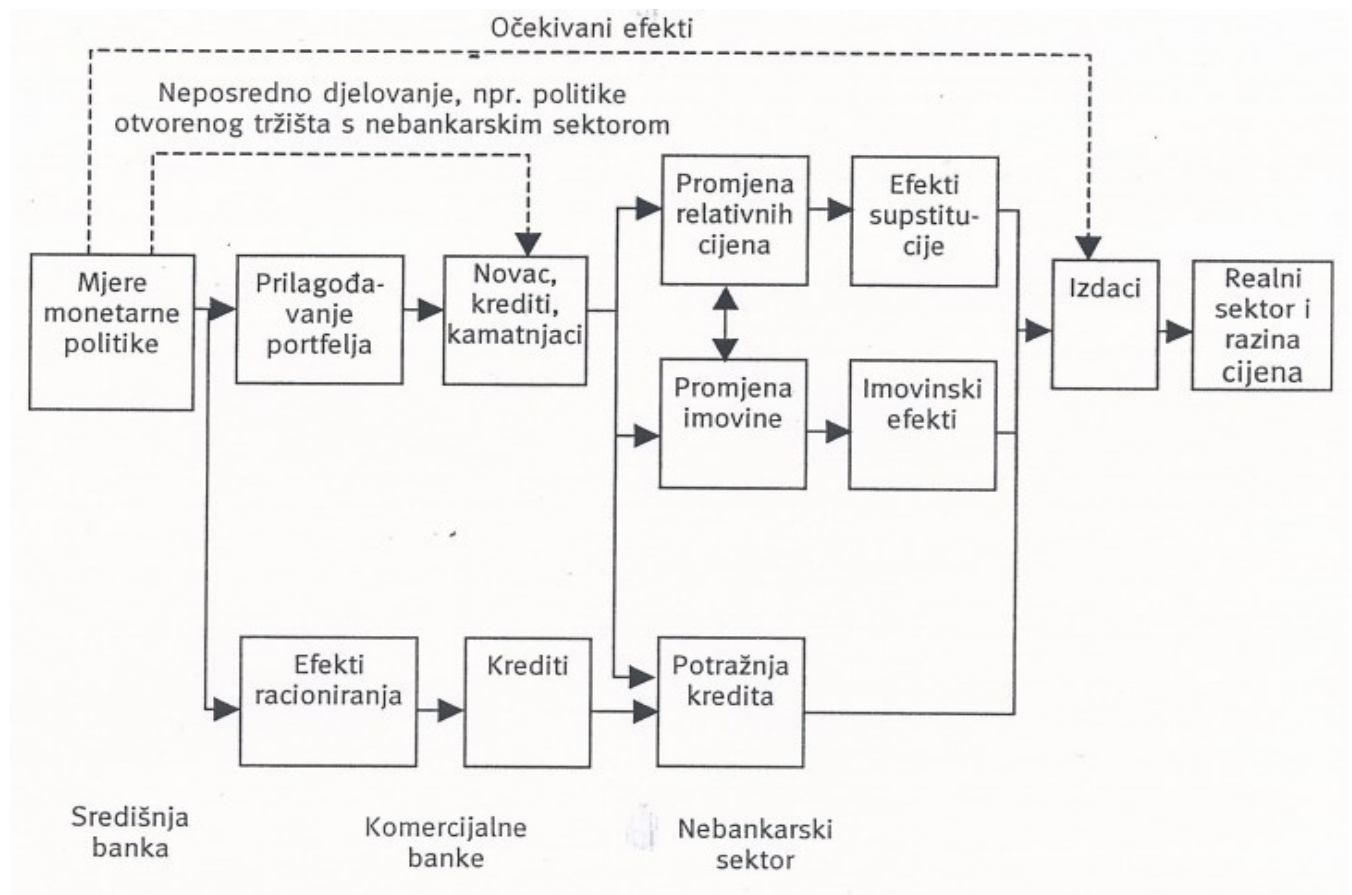 Očekivani efekti
Neposredno djelovanje, npr. politike
otvorenog tržišta s nebankarskim sektorom
Mjere
monetarne
politike
Prilagođa-
vanje
portfelja
Novac,
krediti,
kamatnjaci
Promjena
relativnih
cijena
Efekti
supstitu-
cije
Promjena
imovine
Imovinski
efekti
Izdaci
Realni
sektor i
razina
cijena
Efekti
racioniranja
Krediti
Potražnja
kredita
Središnja
banka
Komercijalne
banke
Nebankarski
sektor